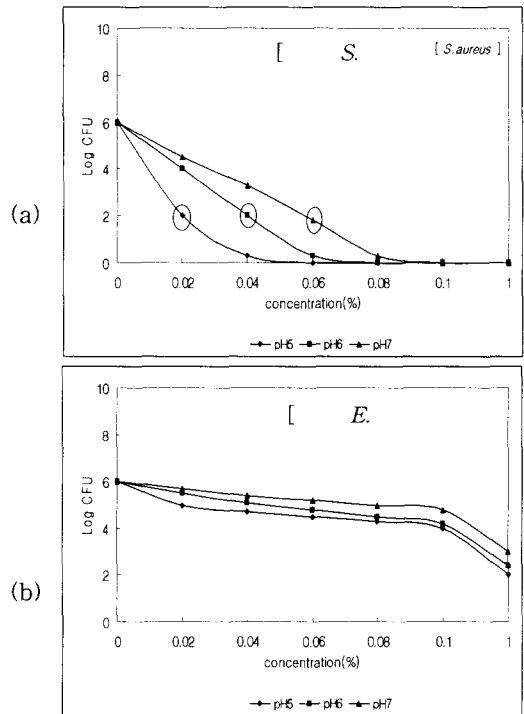 (a)
[ S.
[ S.aureus ]
10
8
6
4
2
0
Log CFU
0 0.02 0.04 0.06 0.08 0.1 1
concentration(%)
pH5 pH6 pH7
(b)
[ E.
10
8
6
4
2
0
Log CFU
0 0.02 0.04 0.06 0.08 0.1 1
concentration(%)
pH5 pH6 pH7